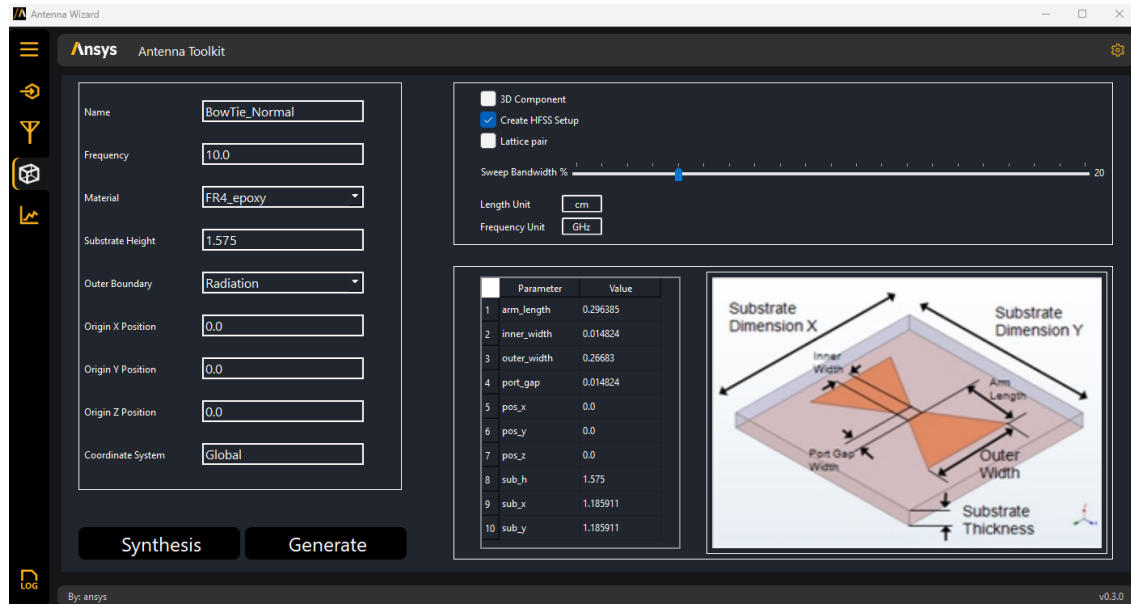 Antenna Wizard
Ansys Antenna Toolkit
Name BowTie_Normal
Frequency 10.0
Material FR4_epoxy
Substrate Height 1.575
Outer Boundary Radiation
Origin X Position 0.0
Origin Y Position 0.0
Origin Z Position 0.0
Coordinate System Global
Synthesis Generate
3D Component
Create HFSS Setup
Lattice pair
Sweep Bandwidth % 20
Length Unit cm
Frequency Unit GHz
Parameter Value
1 arm_length 0.296385
2 inner_width 0.014824
3 outer_width 0.26683
4 port_gap 0.014824
5 pos_x 0.0
6 pos_y 0.0
7 pos_z 0.0
8 sub_h 1.575
9 sub_x 1.185911
10 sub_y 1.185911
Substrate
Dimension X
Substrate
Dimension Y
Inner
Width
Arm
Length
Port Gap
Width
Outer
Width
Substrate
Thickness
LOG
By: ansys v0.3.0